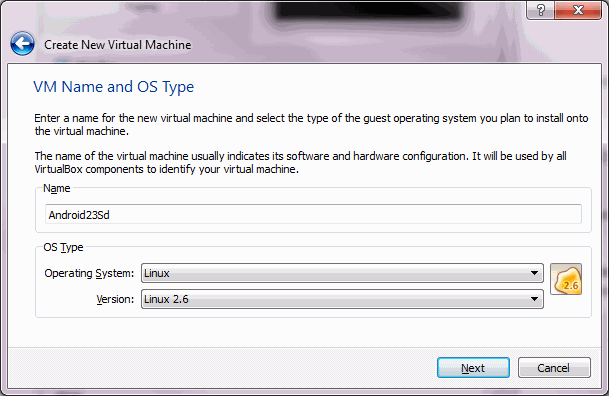 ?
Create New Virtual Machine
VM Name and OS Type
Enter a name for the new virtual machine and select the type of the guest operating system you plan to install onto
the virtual machine.
The name of the virtual machine usually indicates its software and hardware configuration. It will be used by all
VirtualBox components to identify your virtual machine.
Name
Android23Sd
OS Type
Operating System: Linux
2.6
Version: Linux 2.6
Next Cancel